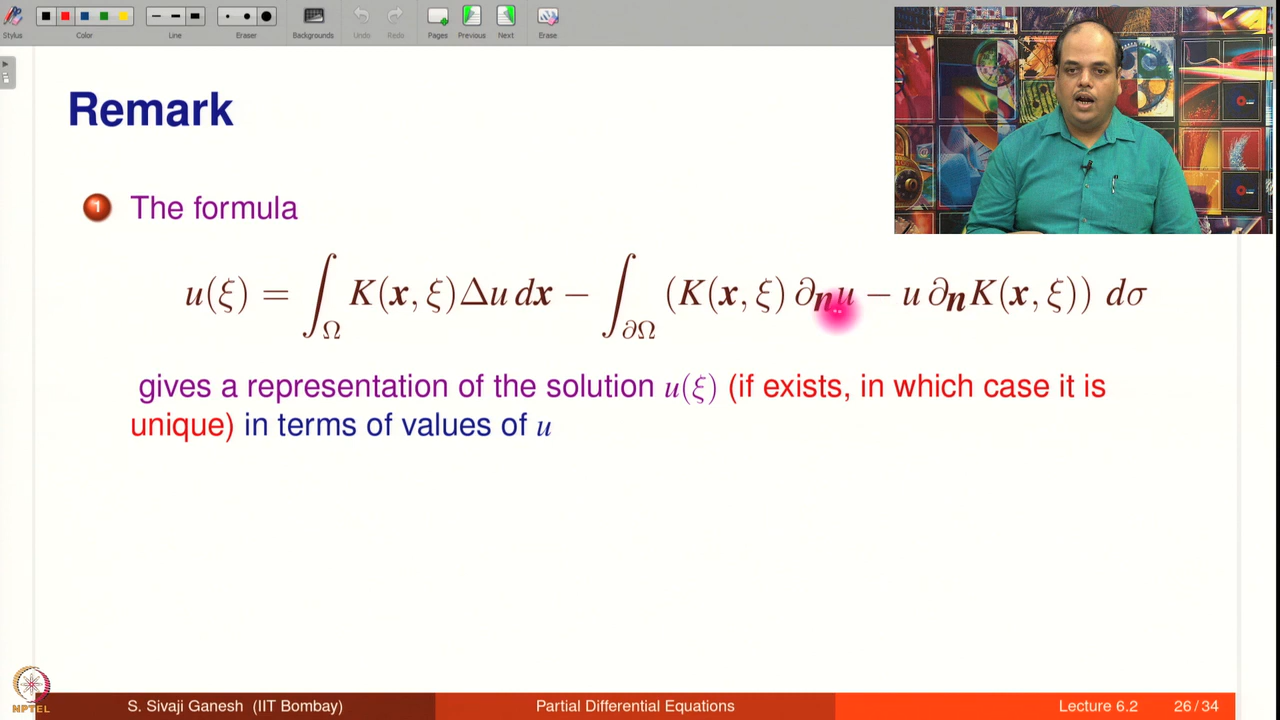 Stylus
Color
Line
Eraser
Backgrounds
Undo
Redo
Pages
Previous
Next
Erase
Remark
1 The formula
u(ξ) = ∫_Ω K(x, ξ)Δu dx − ∫_∂Ω (K(x, ξ) ∂_n u − u ∂_n K(x, ξ)) dσ
gives a representation of the solution u(ξ) (if exists, in which case it is
unique) in terms of values of u
NPTEL
S. Sivaji Ganesh (IIT Bombay)
Partial Differential Equations
Lecture 6.2
26/34